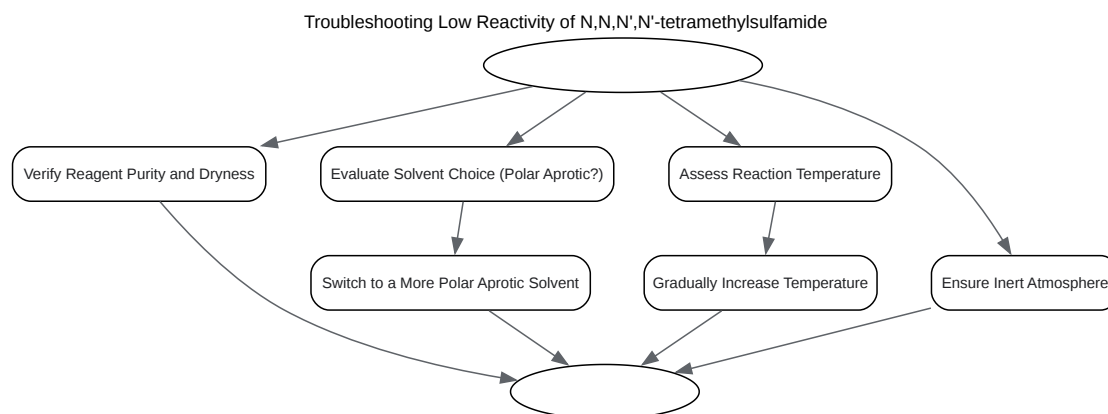 Troubleshooting Low Reactivity of N,N,N',N'-tetramethylsulfamide
Verify Reagent Purity and Dryness
Evaluate Solvent Choice (Polar Aprotic?)
Assess Reaction Temperature
Switch to a More Polar Aprotic Solvent
Gradually Increase Temperature
Ensure Inert Atmosphere